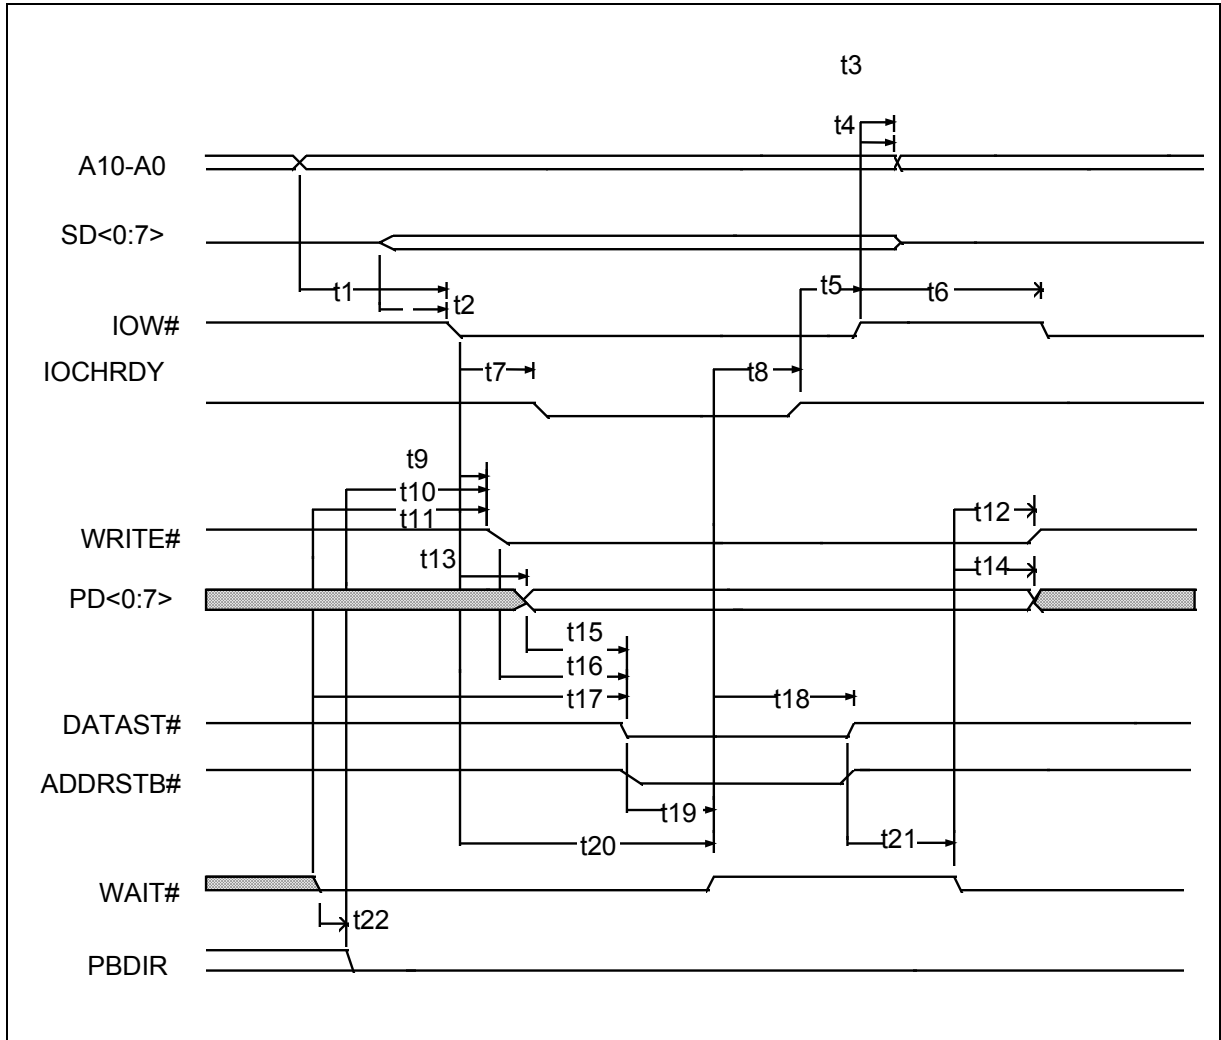 t3
t4
A10-A0
SD<0:7>
t1
t2
t5
t6
IOW#
IOCHRDY
t7
t8
t9
t10
t11
t12
WRITE#
t13
t14
PD<0:7>
t15
t16
t17
t18
DATAST#
ADDRSTB#
t19
t20
t21
WAIT#
t22
PBDIR